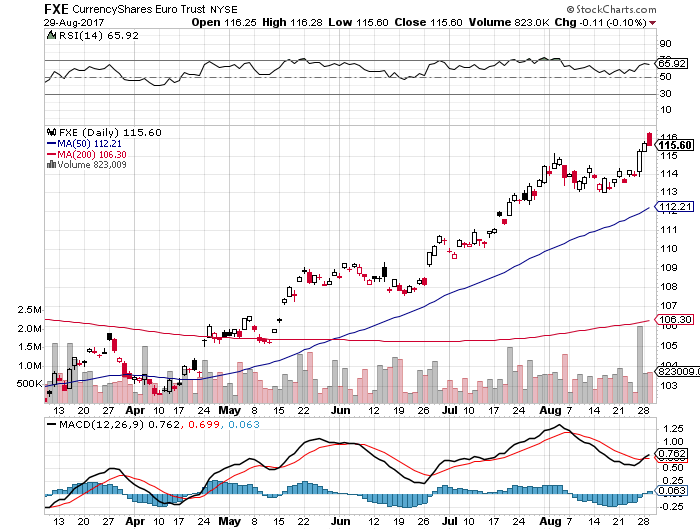 FXE CurrencyShares Euro Trust NYSE
© StockCharts.com
29-Aug-2017
Open 116.25 High 116.28 Low 115.60 Close 115.60 Volume 823.0K Chg -0.11 (-0.10%)
RSI(14) 65.92
90
65.92
50
30
10
FXE (Daily) 115.60
MA(50) 112.21
MA(200) 106.30
Volume 823,009
116
115.60
115
114
113
112.21
111
110
109
108
107
106.30
105
104
823009.0
103
2.5M
2.0M
1.5M
1.0M
500K
13 20 27 Apr 10 17 24 May 8 15 22 Jun 12 19 26 Jul 10 17 24 Aug 7 14 21 28
MACD(12,26,9) 0.762, 0.699, 0.063
1.25
1.00
0.762
0.25
0.063
-0.25
13 20 27 Apr 10 17 24 May 8 15 22 Jun 12 19 26 Jul 10 17 24 Aug 7 14 21 28